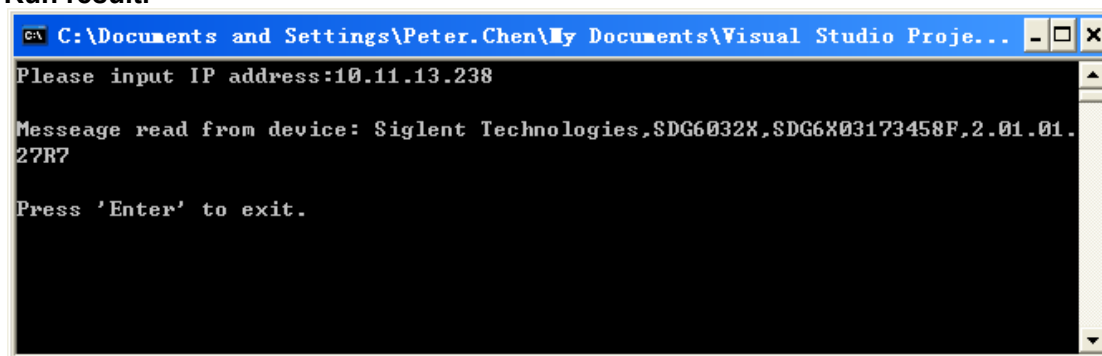 Run result:
C:\Documents and Settings\Peter.Chen\My Documents\Visual Studio Proje...
Please input IP address:10.11.13.238
Messeage read from device: Siglent Technologies,SDG6032X,SDG6X03173458F,2.01.01.
27R7
Press 'Enter' to exit.